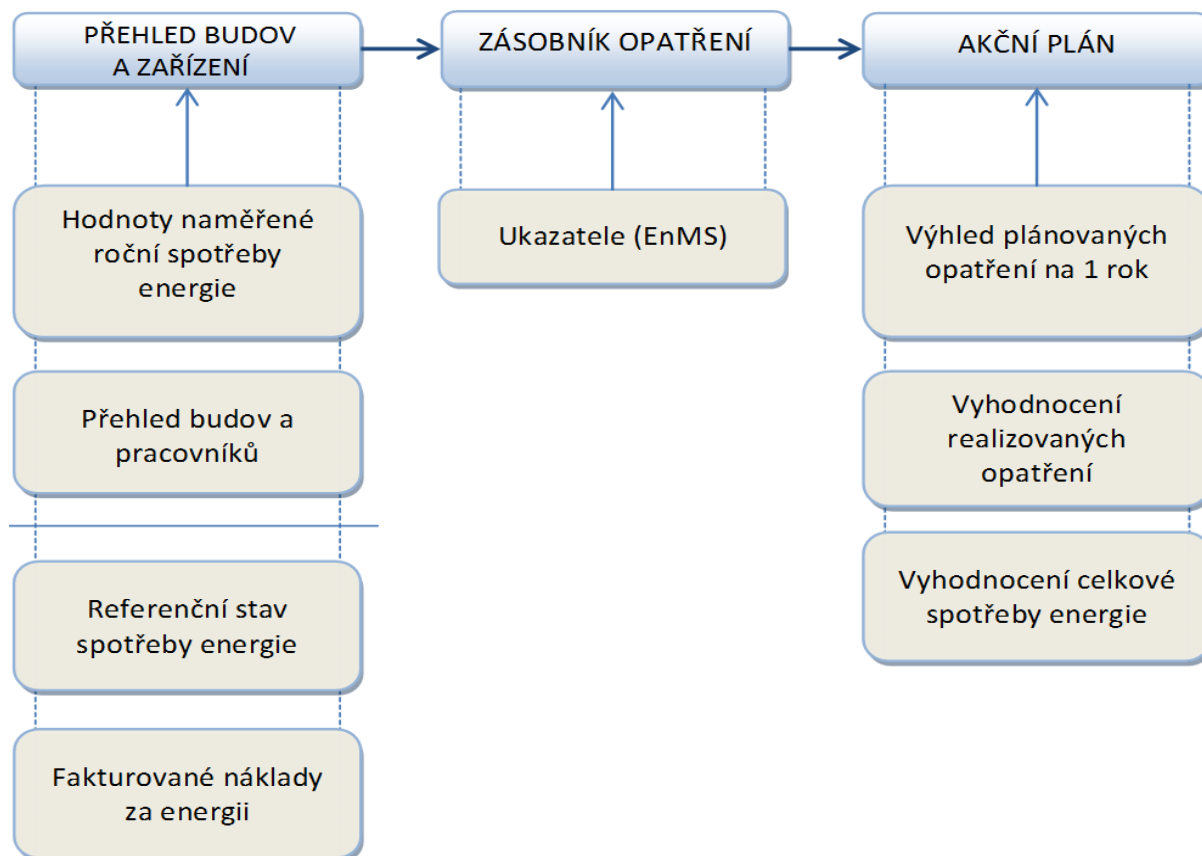 PŘEHLED BUDOV
A ZAŘÍZENÍ
ZÁSOBNÍK OPATŘENÍ
AKČNÍ PLÁN
Hodnoty naměřené
roční spotřeby
energie
Přehled budov a
pracovníků
Referenční stav
spotřeby energie
Fakturované náklady
za energii
Ukazatele (EnMS)
Výhled plánovaných
opatření na 1 rok
Vyhodnocení
realizovaných
opatření
Vyhodnocení celkové
spotřeby energie